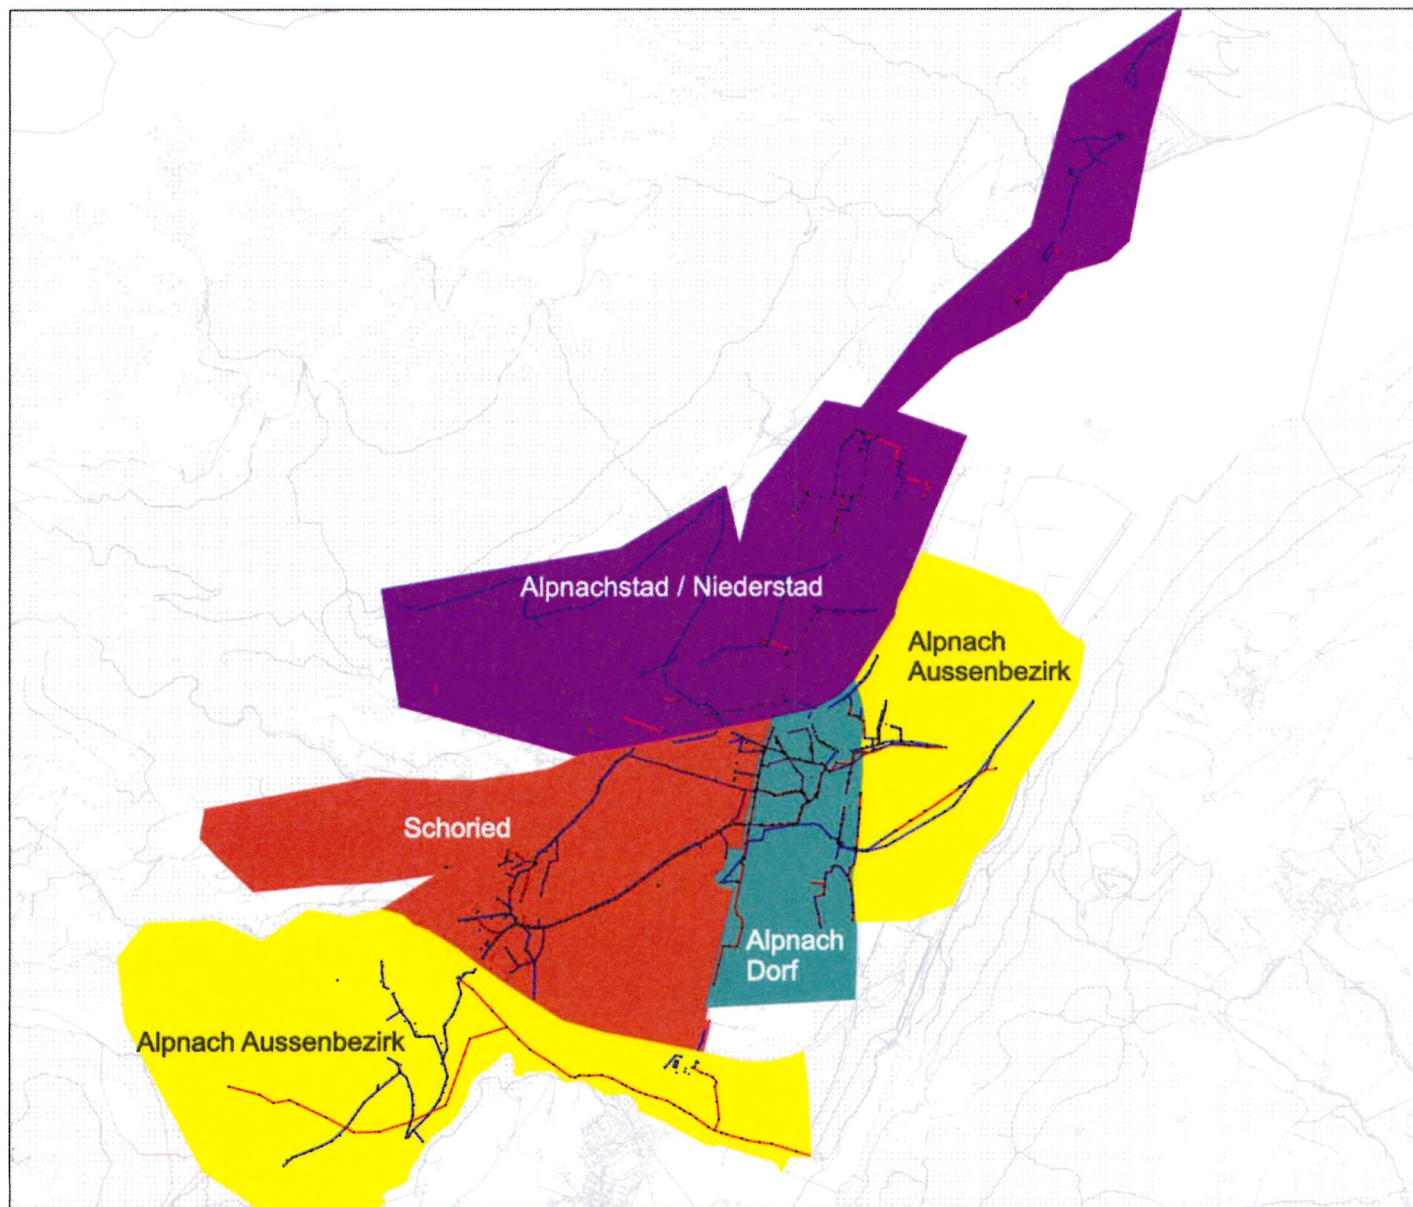 Alpnachstad / Niederstad
Alpnach
Aussenbezirk
Schoried
Alpnach
Dorf
Alpnach Aussenbezirk